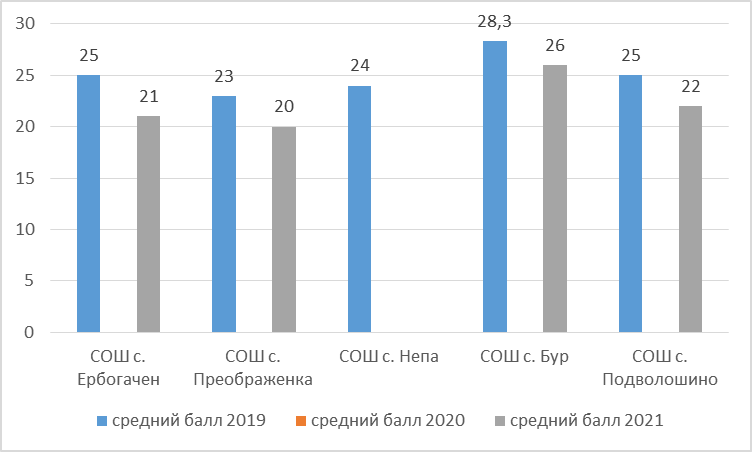 30
25
20
15
10
5
0
25
21
23
20
24
28,3
26
25
22
СОШ с.
Ербогачен
СОШ с.
Преображенка
СОШ с. Непа
СОШ с. Бур
СОШ с.
Подволошино
средний балл 2019
средний балл 2020
средний балл 2021